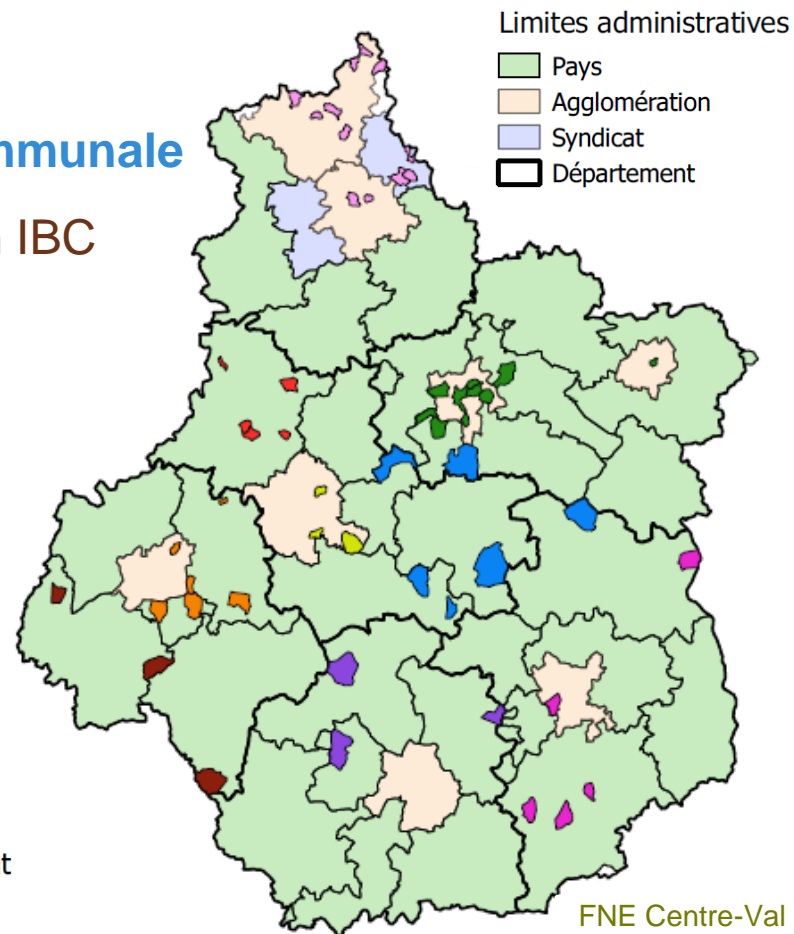 Limites administratives
Pays
Agglomération
Syndicat
Département
mmunale
IBC
t
FNE Centre-Val